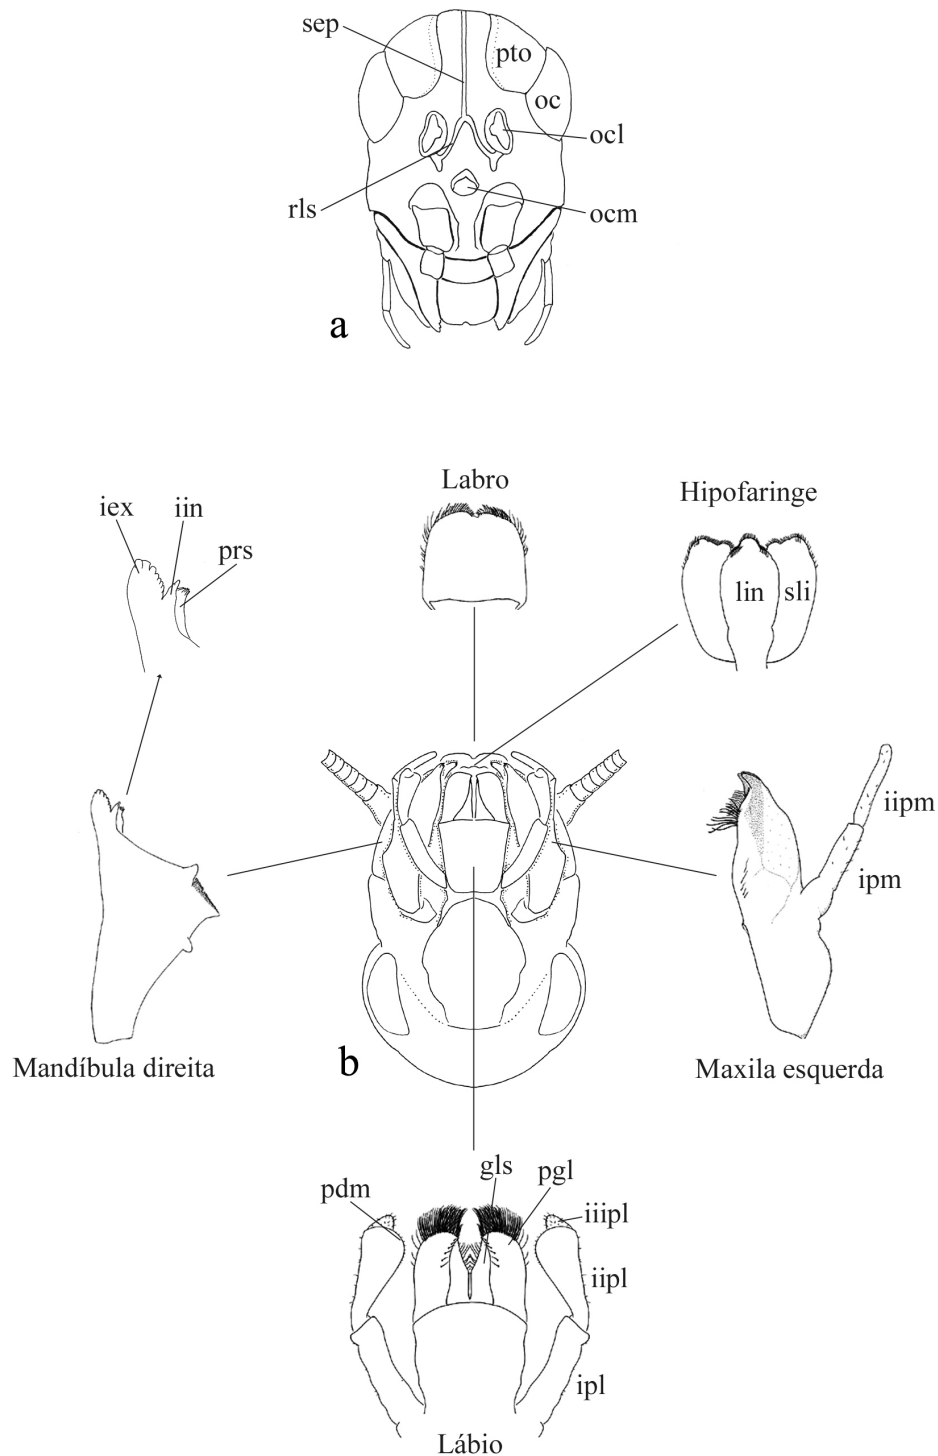 sep
pto
oc
ocl
rls
ocm
a
Labro
Hipofaringe
iex
iin
prs
lin
sli
iipm
ipm
Mandíbula direita
b
Maxila esquerda
gls
pgl
pdm
iiipl
iipl
ipl
Lábio